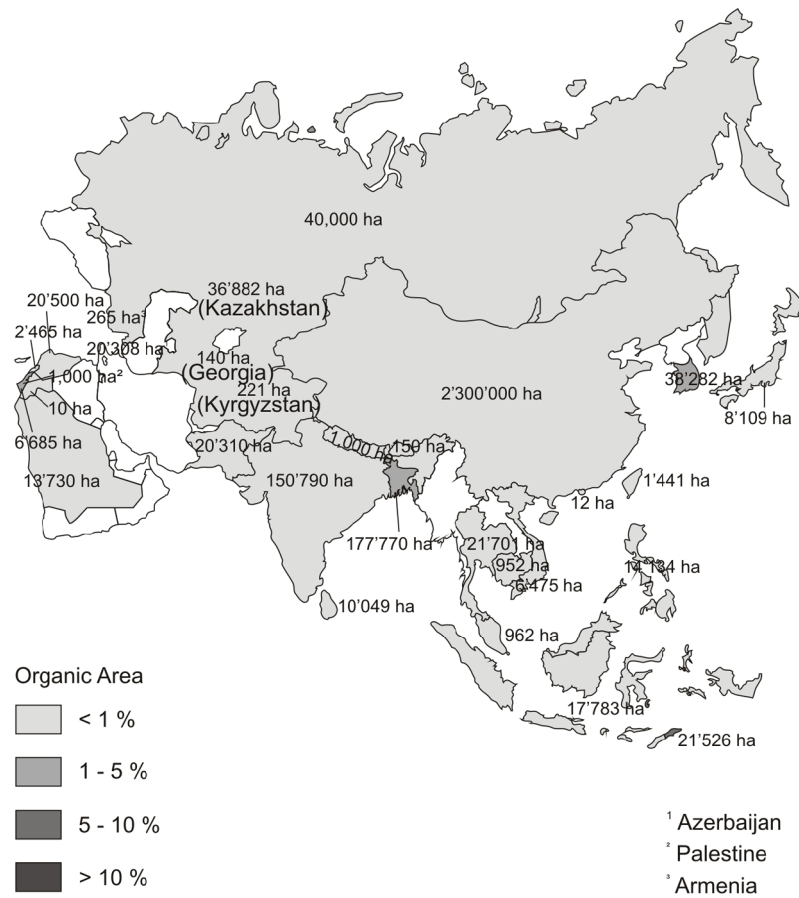 40,000 ha
36’882 ha
(Kazakhstan)
20’500 ha
265 ha³
2’465 ha
20’308 ha
140 ha
(Georgia)
1,000 ha²
221 ha
2’300’000 ha
38’282 ha
(Kyrgyzstan)
10 ha
8’109 ha
6’685 ha
20’310 ha
1,000 ha
150 ha
13’730 ha
150’790 ha
1’441 ha
12 ha
177’770 ha
21’701 ha
952 ha
14’134 ha
6’475 ha
10’049 ha
962 ha
17’783 ha
21’526 ha
Organic Area
< 1 %
1 - 5 %
5 - 10 %
> 10 %
¹ Azerbaijan
² Palestine
³ Armenia